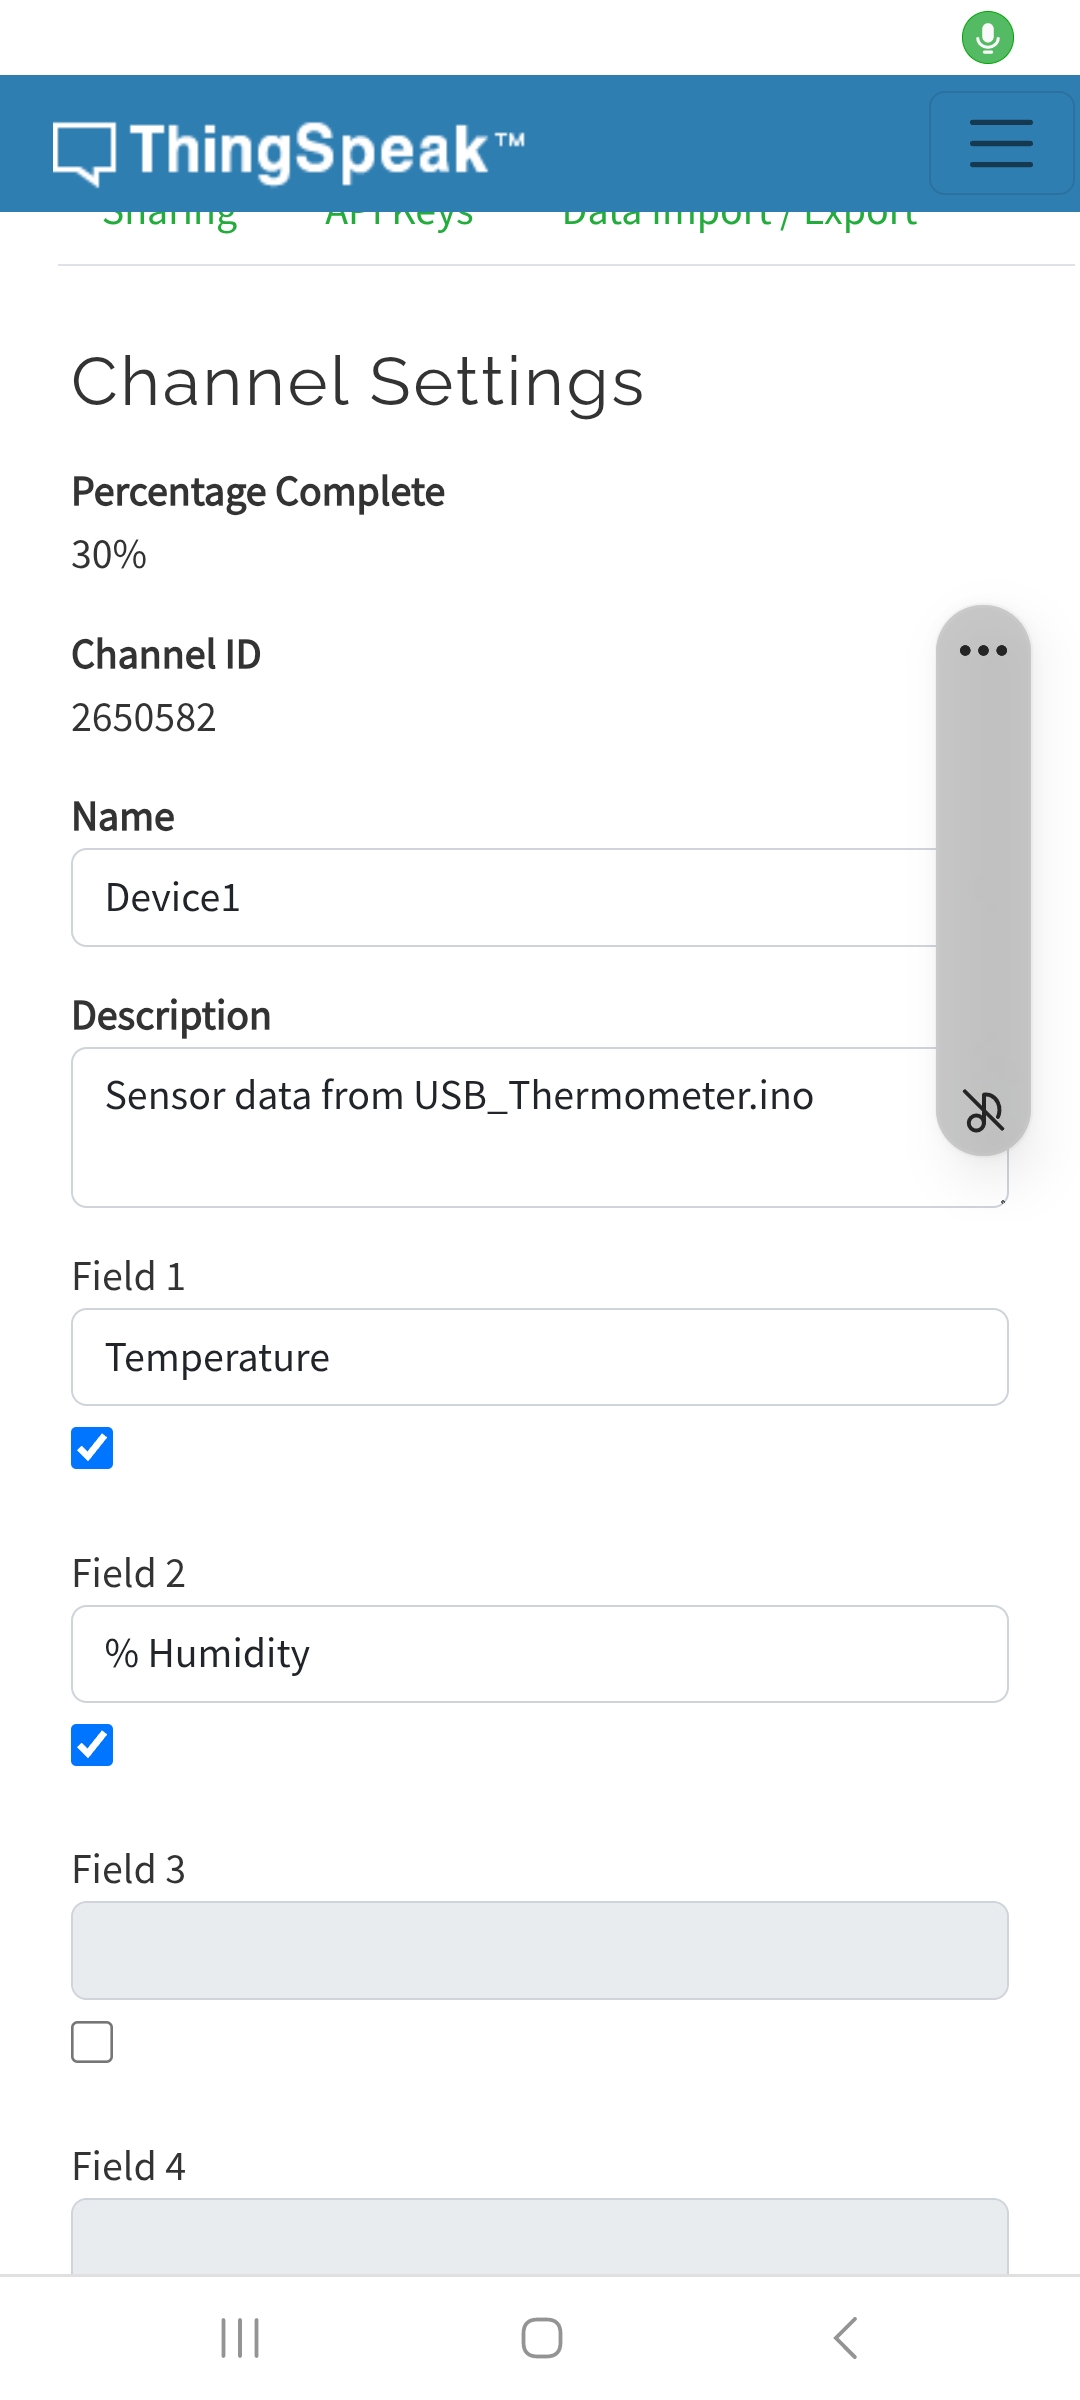 ThingSpeak™
Sharing API Keys Data Import / Export
Channel Settings
Percentage Complete
30%
Channel ID
2650582
Name
Device1
Description
Sensor data from USB_Thermometer.ino
Field 1
Temperature
Field 2
% Humidity
Field 3
Field 4